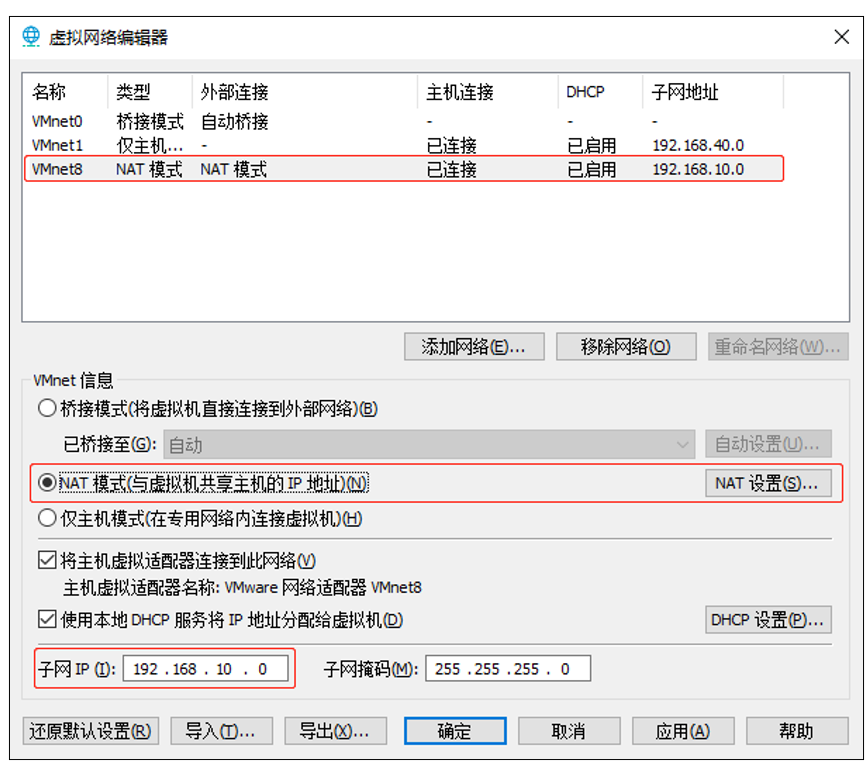 虚拟网络编辑器
名称 类型 外部连接 主机连接 DHCP 子网地址
VMnet0 桥接模式 自动桥接 - - -
VMnet1 仅主机... - 已连接 已启用 192.168.40.0
VMnet8 NAT 模式 NAT 模式 已连接 已启用 192.168.10.0
添加网络(E)... 移除网络(O) 重命名网络(W)...
VMnet 信息
桥接模式(将虚拟机直接连接到外部网络)(B)
已桥接至(G): 自动 自动设置(U)...
NAT 模式(与虚拟机共享主机的 IP 地址)(N) NAT 设置(S)...
仅主机模式(在专用网络内连接虚拟机)(H)
将主机虚拟适配器连接到此网络(V)
主机虚拟适配器名称: VMware 网络适配器 VMnet8
使用本地 DHCP 服务将 IP 地址分配给虚拟机(D) DHCP 设置(P)...
子网 IP (I): 192 .168 . 10 . 0 子网掩码(M): 255 .255 .255 . 0
还原默认设置(R) 导入(T)... 导出(X)... 确定 取消 应用(A) 帮助